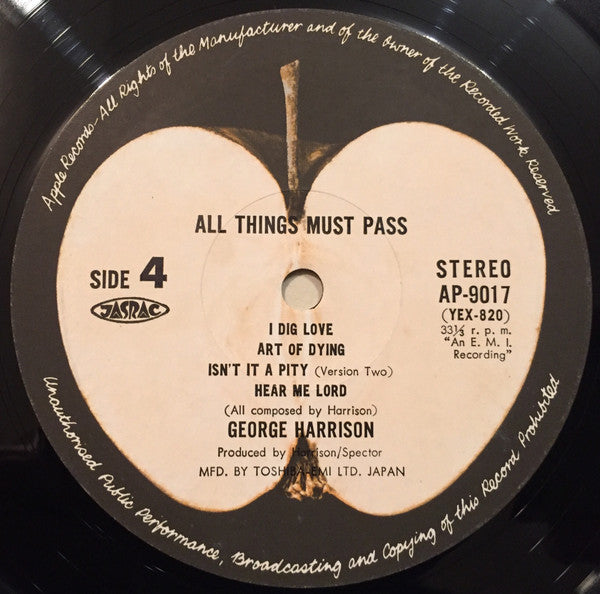 Apple Records-All Rights of the Manufacturer and of the Owner of the Recorded Work Reserved
ALL THINGS MUST PASS
SIDE 4
JASRAC
STEREO
AP-9017
(YEX-820)
33⅓ r. p. m.
"An E. M. I.
Recording"
I DIG LOVE
ART OF DYING
ISN'T IT A PITY (Version Two)
HEAR ME LORD
(All composed by Harrison)
GEORGE HARRISON
Produced by Harrison/Spector
MFD. BY TOSHIBA-EMI LTD. JAPAN
Unauthorised Public Performance, Broadcasting and Copying of this Record Prohibited